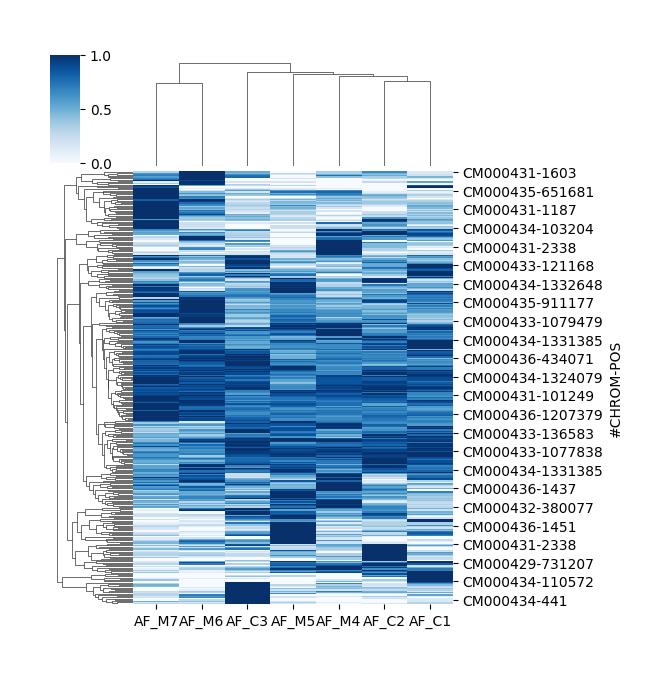 1.0
0.5
0.0
CM000431-1603
CM000435-651681
CM000431-1187
CM000434-103204
CM000431-2338
CM000433-121168
CM000434-1332648
CM000435-911177
CM000433-1079479
CM000434-1331385
CM000436-434071
CM000434-1324079
CM000431-101249
CM000436-1207379
CM000433-136583
CM000433-1077838
CM000434-1331385
CM000436-1437
CM000432-380077
CM000436-1451
CM000431-2338
CM000429-731207
CM000434-110572
CM000434-441
#CHROM-POS
AF_M7 AF_M6 AF_C3 AF_M5 AF_M4 AF_C2 AF_C1